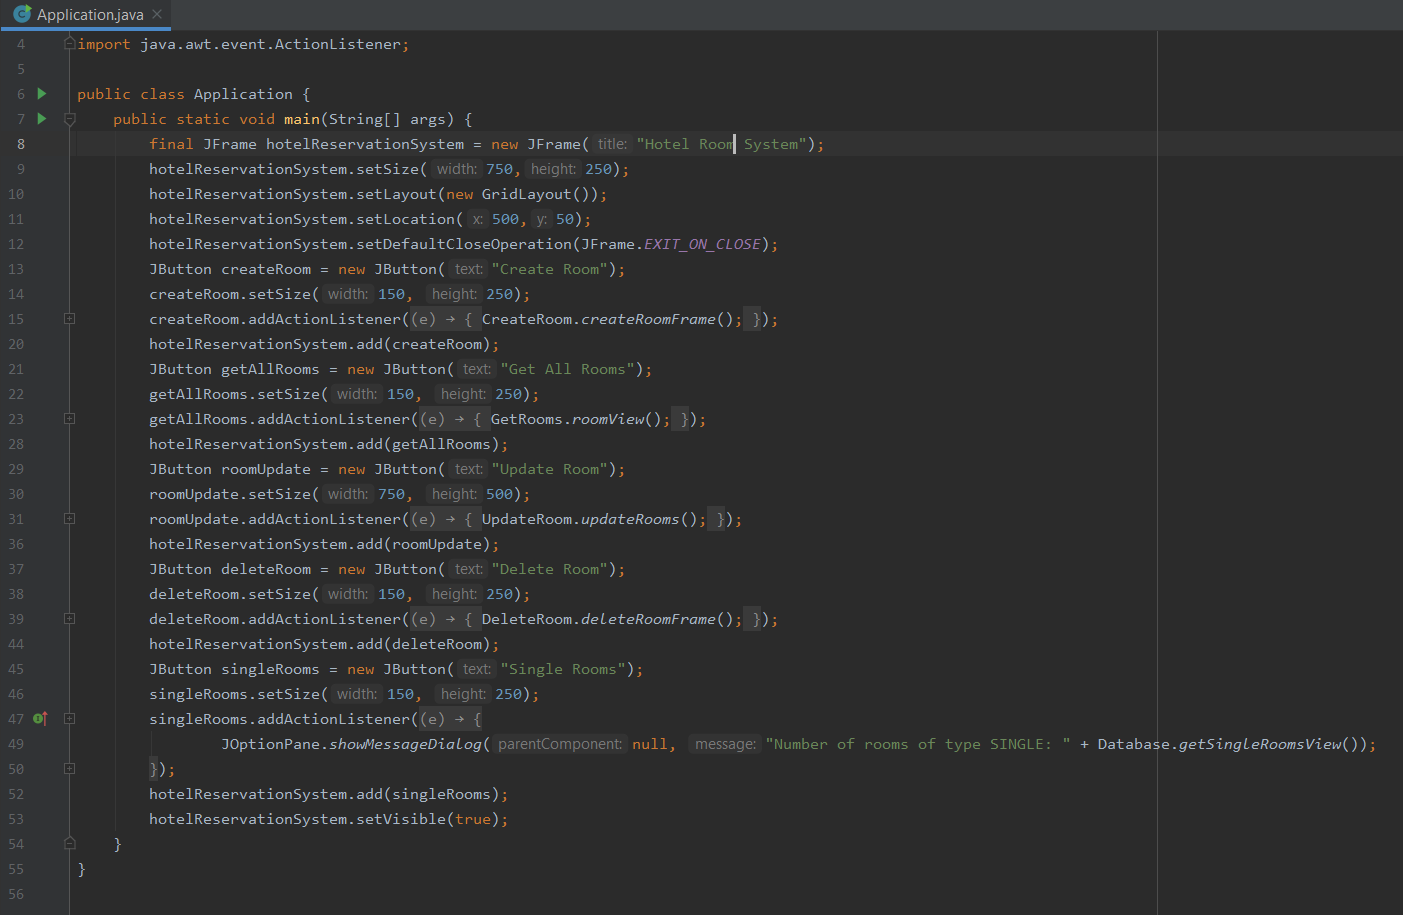 Application.java
4 import java.awt.event.ActionListener;
5
6 public class Application {
7 public static void main(String[] args) {
8 final JFrame hotelReservationSystem = new JFrame( title: "Hotel Room System");
9 hotelReservationSystem.setSize( width: 750, height: 250);
10 hotelReservationSystem.setLayout(new GridLayout());
11 hotelReservationSystem.setLocation( x: 500, y: 50);
12 hotelReservationSystem.setDefaultCloseOperation(JFrame.EXIT_ON_CLOSE);
13 JButton createRoom = new JButton( text: "Create Room");
14 createRoom.setSize( width: 150, height: 250);
15 createRoom.addActionListener((e) → { CreateRoom.createRoomFrame(); });
20 hotelReservationSystem.add(createRoom);
21 JButton getAllRooms = new JButton( text: "Get All Rooms");
22 getAllRooms.setSize( width: 150, height: 250);
23 getAllRooms.addActionListener((e) → { GetRooms.roomView(); });
28 hotelReservationSystem.add(getAllRooms);
29 JButton roomUpdate = new JButton( text: "Update Room");
30 roomUpdate.setSize( width: 750, height: 500);
31 roomUpdate.addActionListener((e) → { UpdateRoom.updateRooms(); });
36 hotelReservationSystem.add(roomUpdate);
37 JButton deleteRoom = new JButton( text: "Delete Room");
38 deleteRoom.setSize( width: 150, height: 250);
39 deleteRoom.addActionListener((e) → { DeleteRoom.deleteRoomFrame(); });
44 hotelReservationSystem.add(deleteRoom);
45 JButton singleRooms = new JButton( text: "Single Rooms");
46 singleRooms.setSize( width: 150, height: 250);
47 singleRooms.addActionListener((e) → {
49 JOptionPane.showMessageDialog( parentComponent: null, message: "Number of rooms of type SINGLE: " + Database.getSingleRoomsView());
50 });
52 hotelReservationSystem.add(singleRooms);
53 hotelReservationSystem.setVisible(true);
54 }
55 }
56